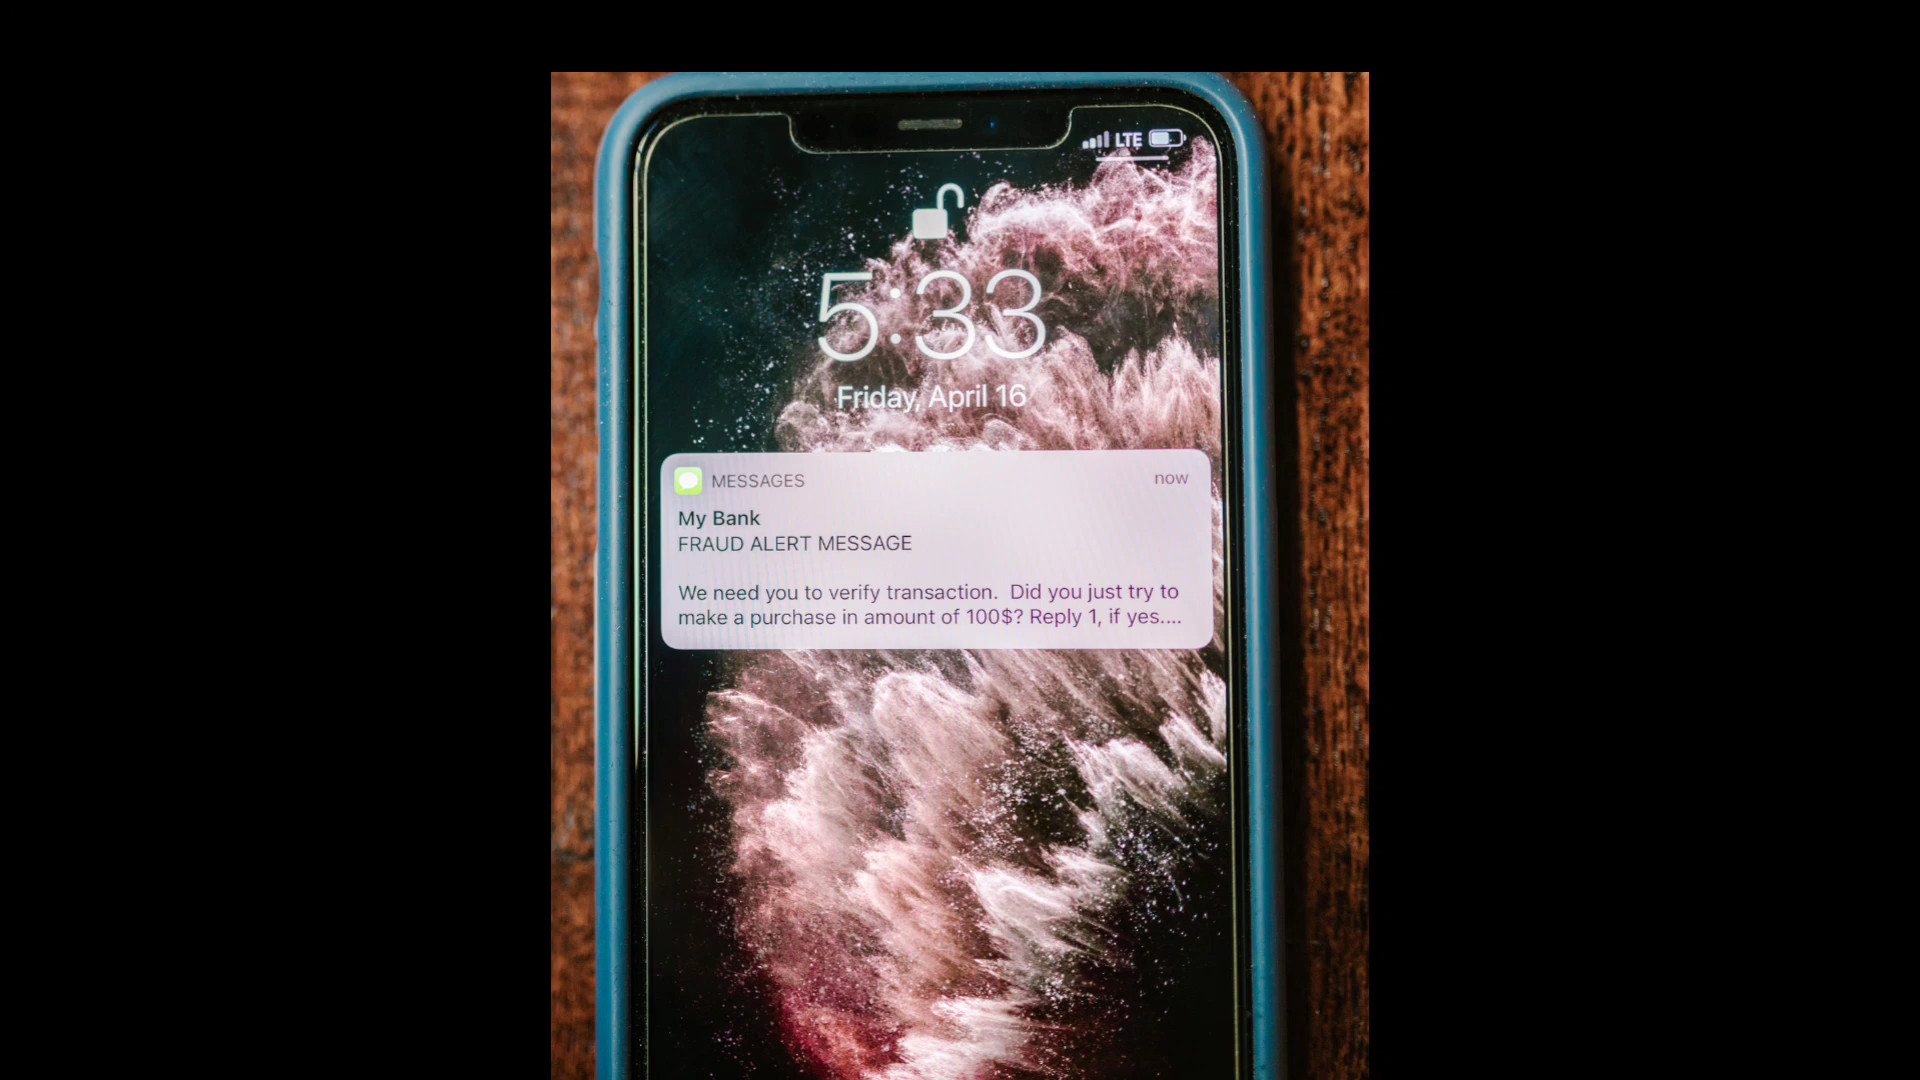 LTE
5:33
Friday, April 16
MESSAGES now
My Bank
FRAUD ALERT MESSAGE
We need you to verify transaction.  Did you just try to
make a purchase in amount of 100$? Reply 1, if yes....